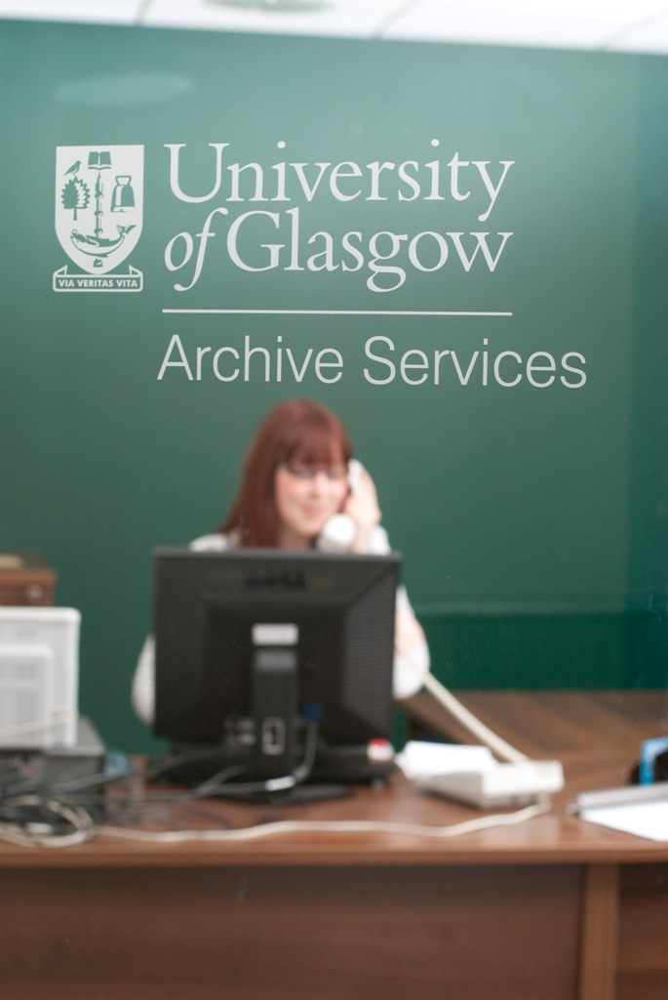 University
of Glasgow
VIA VERITAS VITA
Archive Services